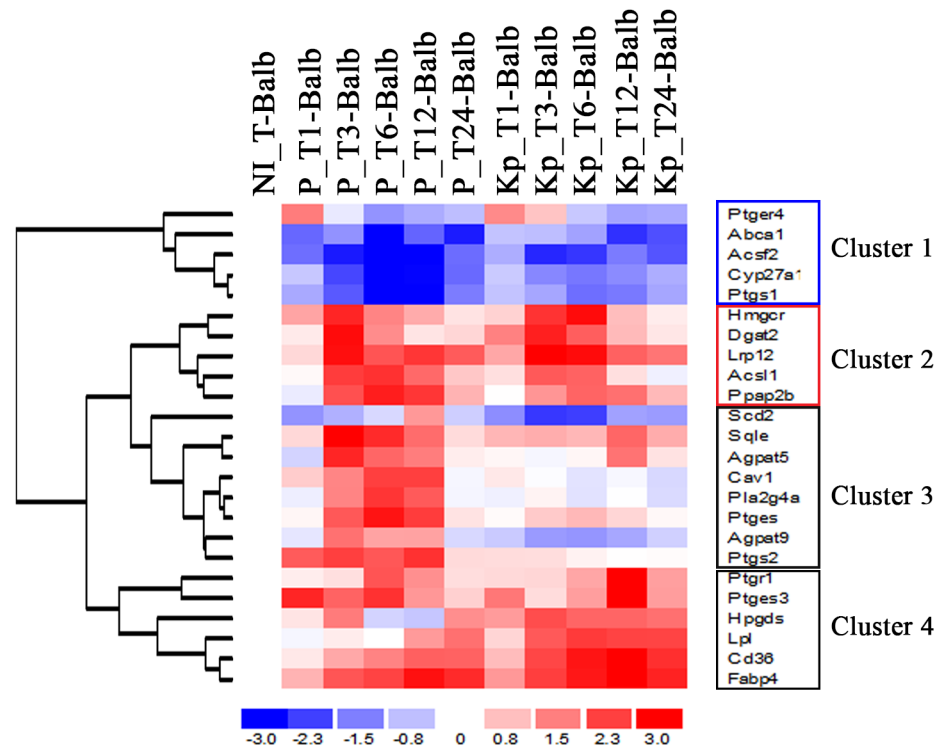 NI_T-Balb
P_T1-Balb
P_T3-Balb
P_T6-Balb
P_T12-Balb
P_T24-Balb
Kp_T1-Balb
Kp_T3-Balb
Kp_T6-Balb
Kp_T12-Balb
Kp_T24-Balb
Ptger4
Abca1
Acsf2
Cyp27a1
Ptgs1
Cluster 1
Hmgcr
Dgat2
Lrp12
Acsl1
Ppap2b
Cluster 2
Scd2
Sqle
Agpat5
Cav1
Pla2g4a
Ptges
Agpat9
Ptgs2
Cluster 3
Ptgr1
Ptges3
Hpgds
Lpl
Cd36
Fabp4
Cluster 4
-3.0 -2.3 -1.5 -0.8 0 0.8 1.5 2.3 3.0